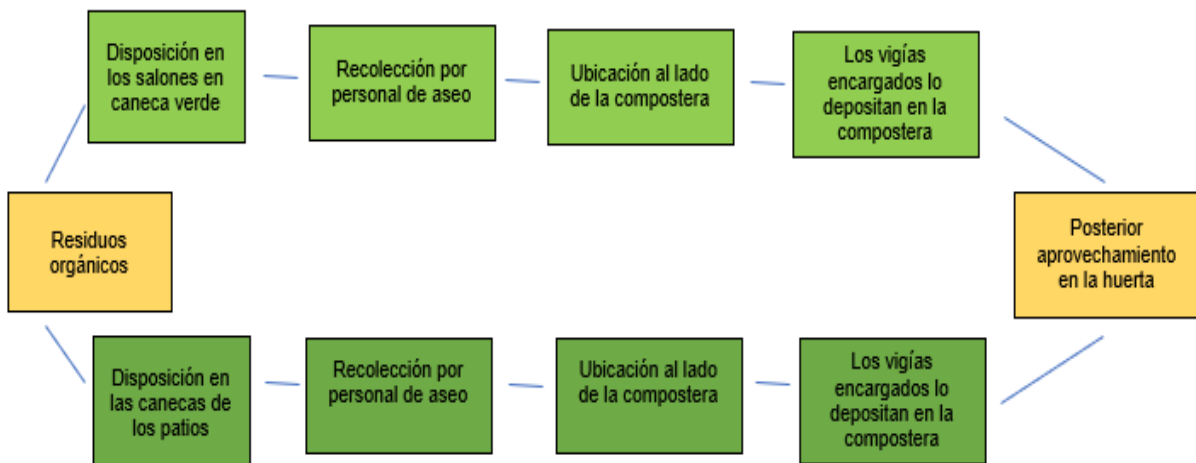 Disposición en
los salones en
caneca verde
Recolección por
personal de aseo
Ubicación al lado
de la compostera
Los vigías
encargados lo
depositan en la
compostera
Residuos
orgánicos
Posterior
aprovechamiento
en la huerta
Disposición en
las canecas de
los patios
Recolección por
personal de aseo
Ubicación al lado
de la compostera
Los vigías
encargados lo
depositan en la
compostera